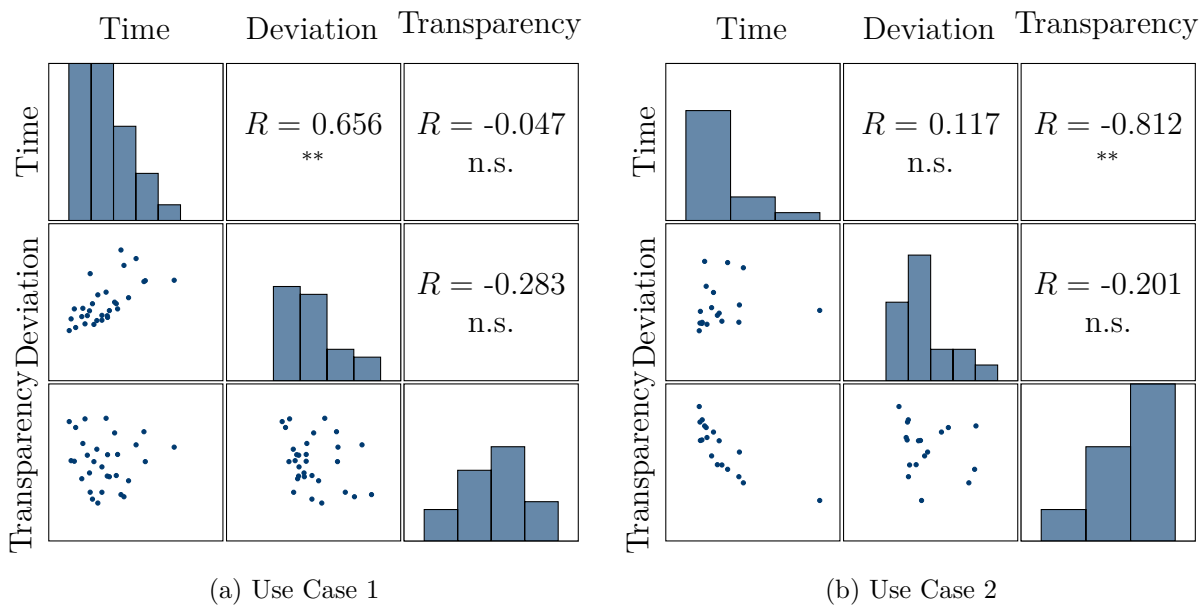 Time Deviation Transparency
Time
R = 0.656
**
R = -0.047
n.s.
Deviation
R = -0.283
n.s.
Transparency
(a) Use Case 1
Time Deviation Transparency
Time
R = 0.117
n.s.
R = -0.812
**
Deviation
R = -0.201
n.s.
Transparency
(b) Use Case 2